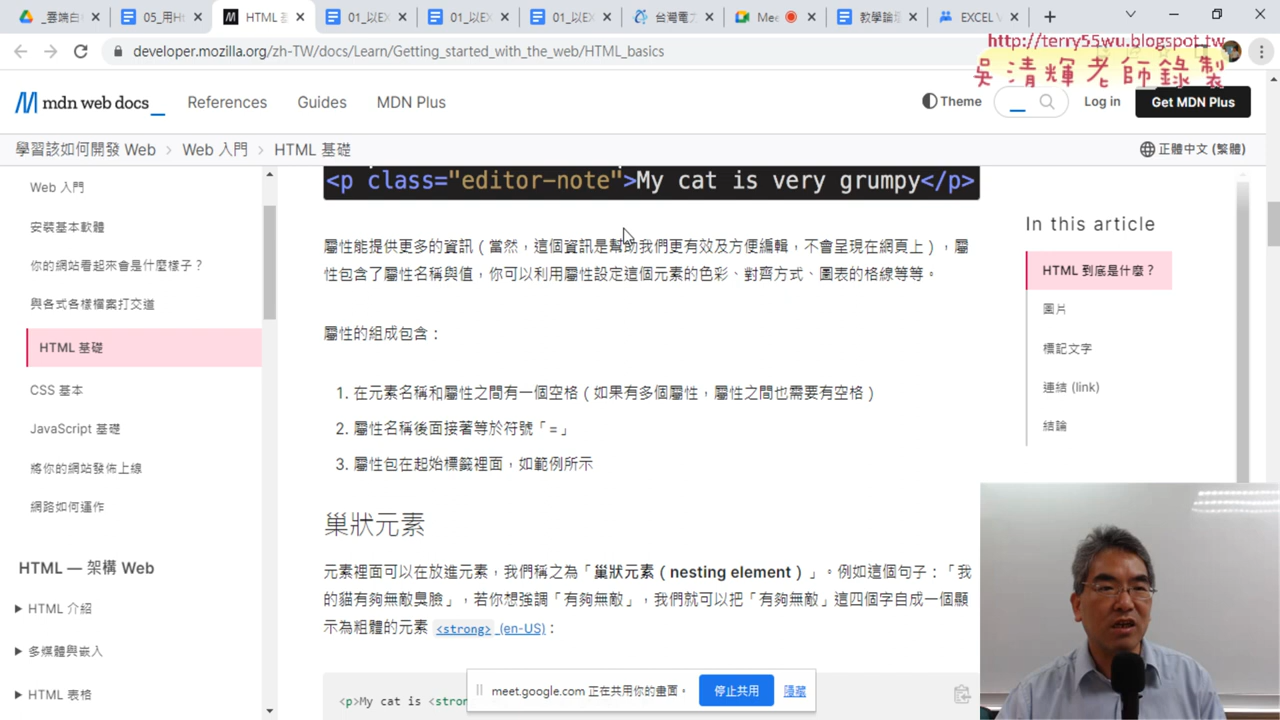 _雲端白
05_用Ht
HTML 基
01_以EX
01_以EX
01_以EX
台灣電力
Mee
教學論壇
EXCEL V
developer.mozilla.org/zh-TW/docs/Learn/Getting_started_with_the_web/HTML_basics
http://terry55wu.blogspot.tw
吳清輝老師錄製
mdn web docs_
References
Guides
MDN Plus
Theme
Log in
Get MDN Plus
學習該如何開發 Web > Web 入門 > HTML 基礎
正體中文 (繁體)
Web 入門
安裝基本軟體
你的網站看起來會是什麼樣子？
與各式各樣檔案打交道
HTML 基礎
CSS 基本
JavaScript 基礎
將你的網站發佈上線
網路如何運作
HTML — 架構 Web
HTML 介紹
多媒體與嵌入
HTML 表格
<p class="editor-note">My cat is very grumpy</p>
屬性能提供更多的資訊（當然，這個資訊是幫助我們更有效及方便編輯，不會呈現在網頁上），屬
性包含了屬性名稱與值，你可以利用屬性設定這個元素的色彩、對齊方式、圖表的格線等等。
屬性的組成包含：
1. 在元素名稱和屬性之間有一個空格（如果有多個屬性，屬性之間也需要有空格）
2. 屬性名稱後面接著等於符號「=」
3. 屬性包在起始標籤裡面，如範例所示
巢狀元素
元素裡面可以在放進元素，我們稱之為「巢狀元素（nesting element）」。例如這個句子：「我
的貓有夠無敵臭臉」，若你想強調「有夠無敵」，我們就可以把「有夠無敵」這四個字自成一個顯
示為粗體的元素 <strong> (en-US)：
<p>My cat is <stron
In this article
HTML 到底是什麼？
圖片
標記文字
連結 (link)
結論
meet.google.com 正在共用你的畫面。
停止共用
隱藏